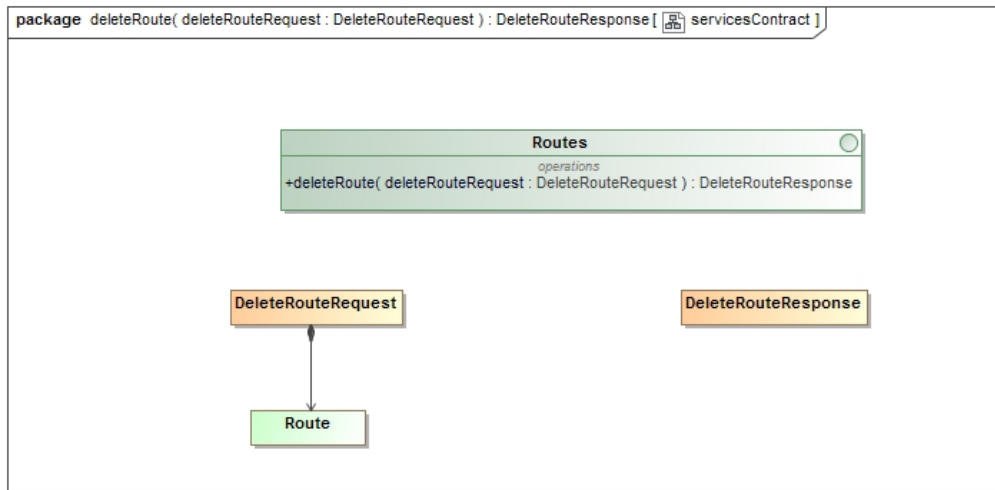 package deleteRoute( deleteRouteRequest : DeleteRouteRequest ) : DeleteRouteResponse [ servicesContract ]
Routes
operations
+deleteRoute( deleteRouteRequest : DeleteRouteRequest ) : DeleteRouteResponse
DeleteRouteRequest
DeleteRouteResponse
Route